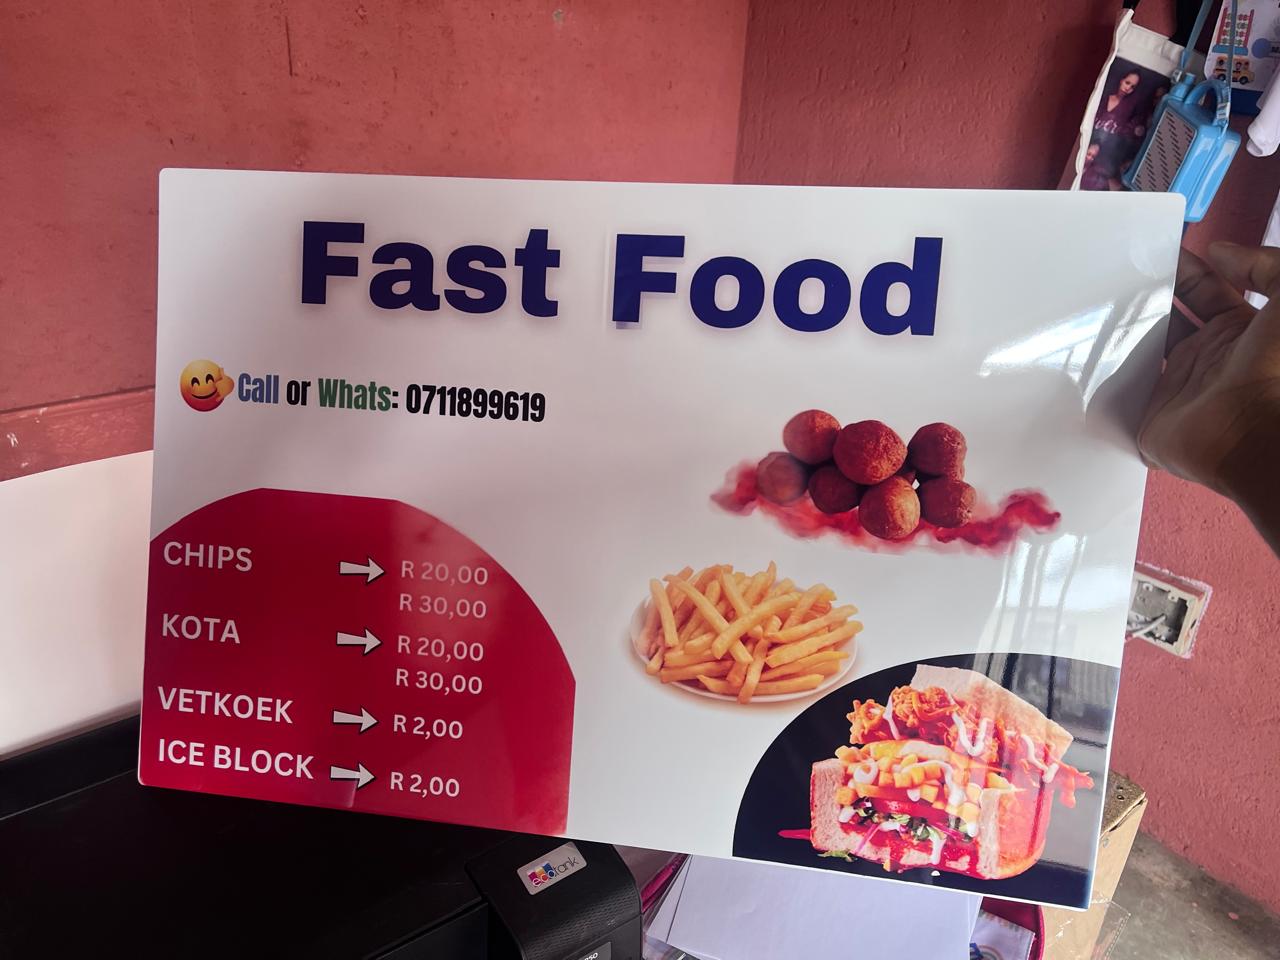 Fast Food
Call or Whats: 0711899619
CHIPS R 20,00
R 30,00
KOTA R 20,00
R 30,00
VETKOEK R 2,00
ICE BLOCK R 2,00
ecotank